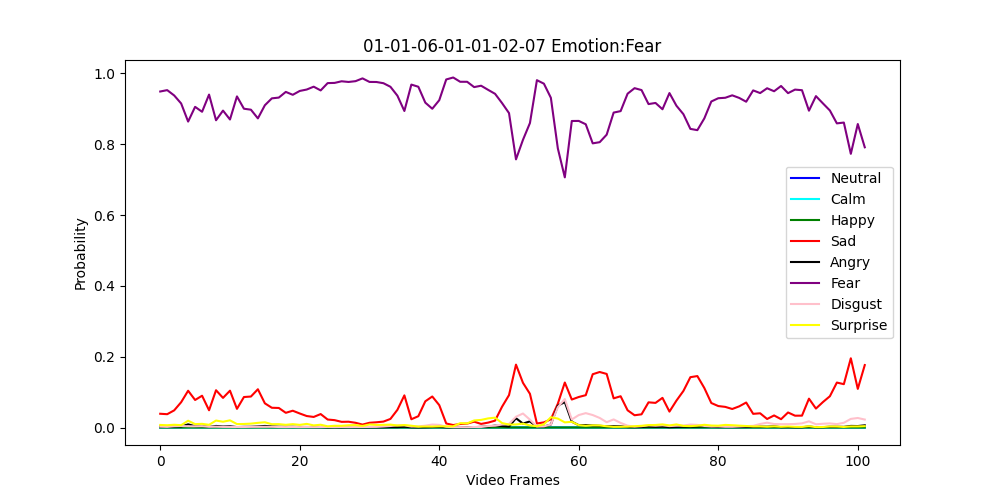 01-01-06-01-01-02-07 Emotion:Fear
1.0
0.8
0.6
0.4
0.2
0.0
Probability
0 20 40 60 80 100
Video Frames
Neutral
Calm
Happy
Sad
Angry
Fear
Disgust
Surprise